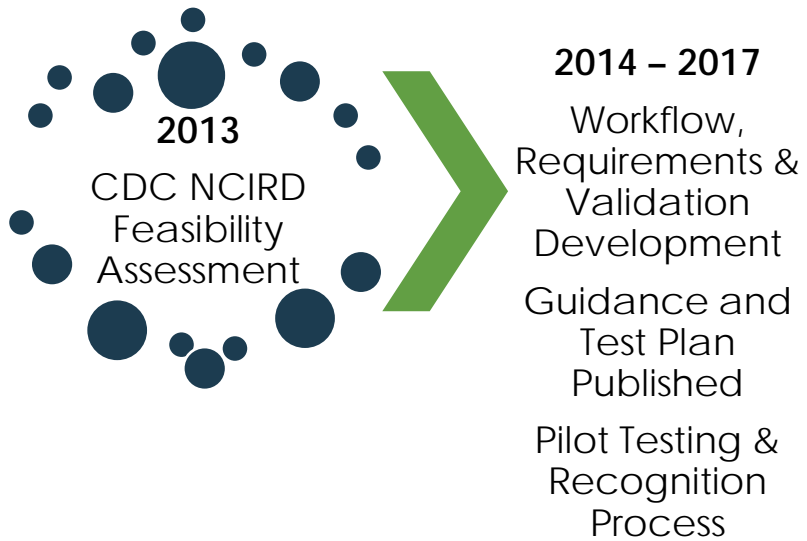 2013
CDC NCIRD
Feasibility
Assessment
2014 – 2017
Workflow,
Requirements &
Validation
Development
Guidance and
Test Plan
Published
Pilot Testing &
Recognition
Process